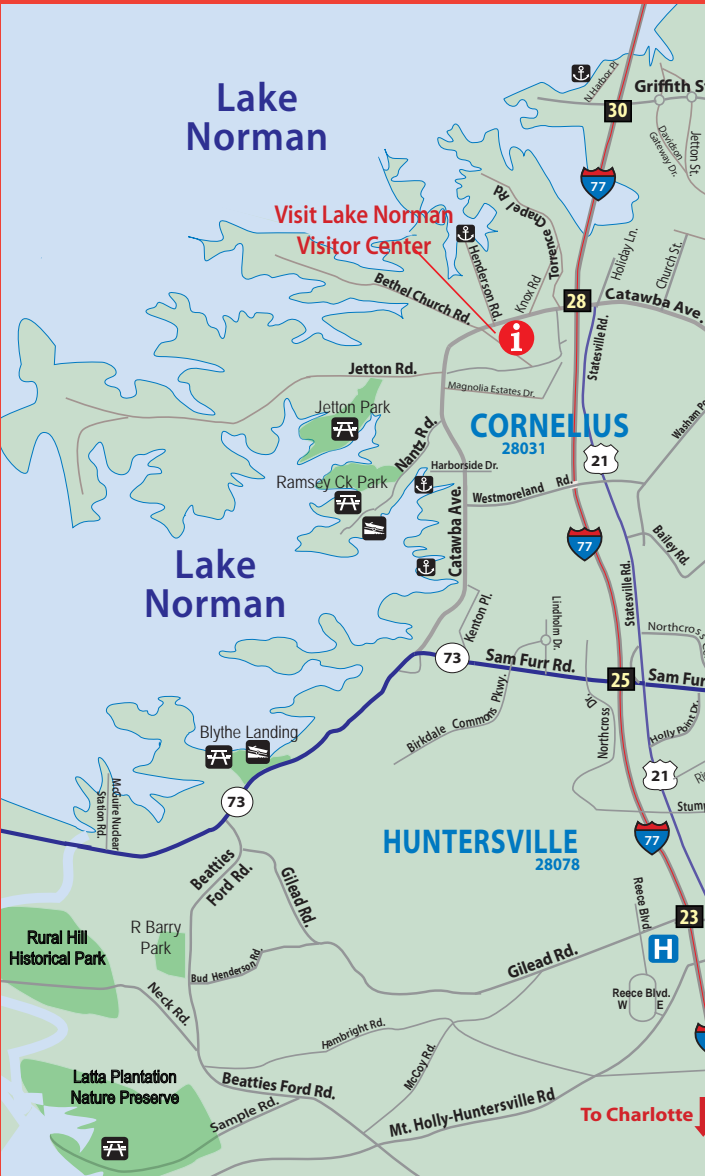 N.Harbor Pl
Griffith S
30
Lake
Norman
Davidson
Gateway Dr.
Jetton St.
77
Visit Lake Norman
Visitor Center
Torrence Chapel Rd
Henderson Rd.
Knox Rd
Holiday Ln.
Church St.
Bethel Church Rd.
28
Catawba Ave.
i
Statesville Rd.
Jetton Rd.
Magnolia Estates Dr.
Jetton Park
Nantz Rd.
CORNELIUS
28031
21
Harborside Dr.
Ramsey Ck Park
Westmoreland Rd.
Catawba Ave.
77
Bailey Rd.
Lake
Norman
Statesville Rd.
Kenton Pl.
Lindholm Dr.
Northcross
73
Sam Furr Rd.
25
Sam Fur
Birkdale Commons Pkwy.
Northcross Dr.
Holly Point Dr.
Blythe Landing
21
Ri
McGuire Nuclear
Station Rd.
73
Stump
77
HUNTERSVILLE
28078
Beatties
Ford Rd.
Gilead Rd.
Reece Blvd
23
R Barry
Park
Rural Hill
Historical Park
H
Gilead Rd.
Bud Henderson Rd.
Neck Rd.
Reece Blvd.
W E
Hambright Rd.
McCoy Rd.
Latta Plantation
Nature Preserve
Beatties Ford Rd.
Sample Rd.
Mt. Holly-Huntersville Rd
To Charlotte